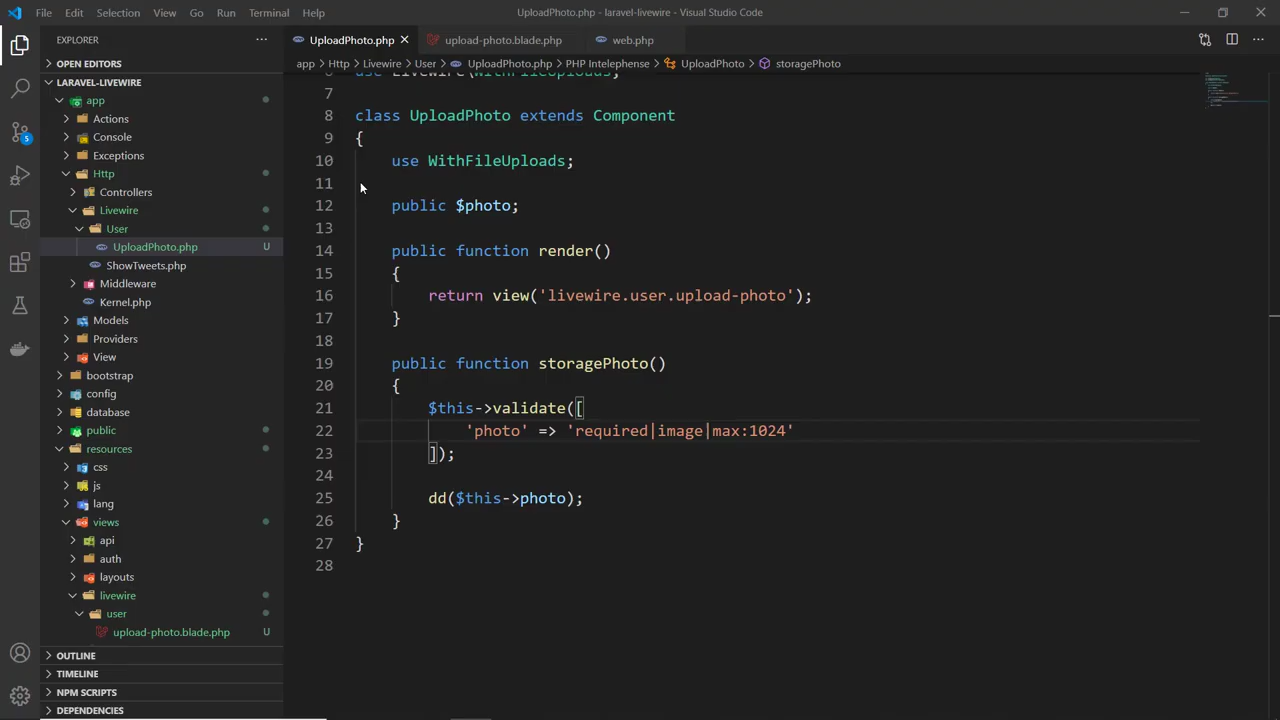 File Edit Selection View Go Run Terminal Help
UploadPhoto.php - laravel-livewire - Visual Studio Code
EXPLORER
OPEN EDITORS
LARAVEL-LIVEWIRE
app
Actions
Console
Exceptions
Http
Controllers
Livewire
User
UploadPhoto.php U
ShowTweets.php
Middleware
Kernel.php
Models
Providers
View
bootstrap
config
database
public
resources
css
js
lang
views
api
auth
layouts
livewire
user
upload-photo.blade.php U
OUTLINE
TIMELINE
NPM SCRIPTS
DEPENDENCIES
5
UploadPhoto.php upload-photo.blade.php web.php
app > Http > Livewire > User > UploadPhoto.php > PHP Intelephense > UploadPhoto > storagePhoto
6 use Livewire\WithFileUploads;
7
8 class UploadPhoto extends Component
9 {
10 use WithFileUploads;
11
12 public $photo;
13
14 public function render()
15 {
16 return view('livewire.user.upload-photo');
17 }
18
19 public function storagePhoto()
20 {
21 $this->validate([
22 'photo' => 'required|image|max:1024'
23 ]);
24
25 dd($this->photo);
26 }
27 }
28